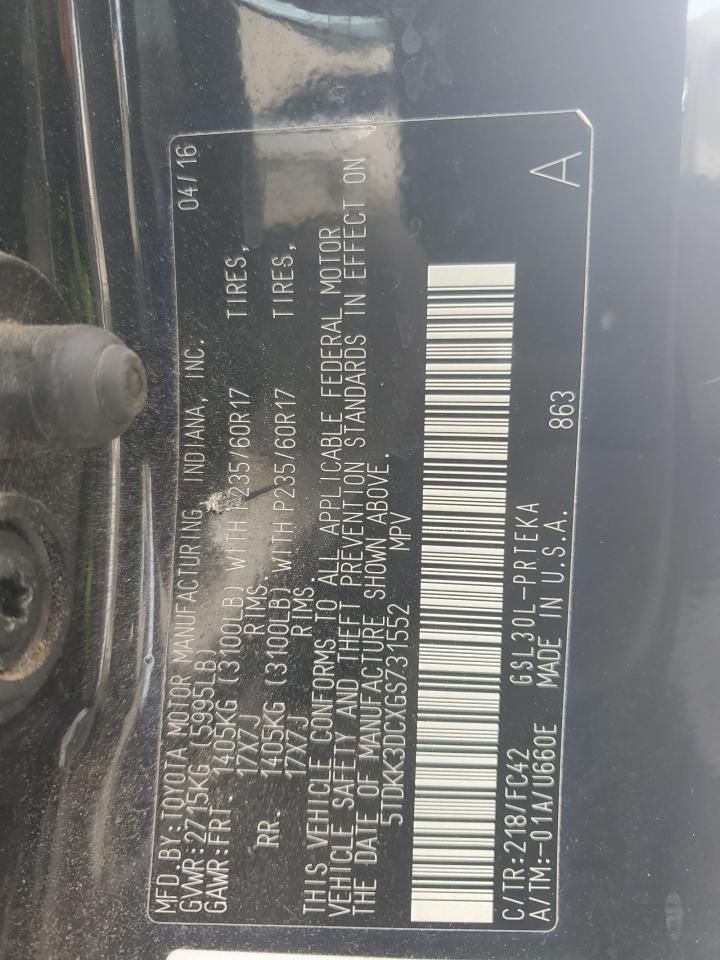 MFD.BY:TOYOTA MOTOR MANUFACTURING, INDIANA, INC. 04/16
GVWR:2715KG (5995LB)
GAWR:FRT. 1405KG (3100LB) WITH P235/60R17 TIRES,
17X7J RIMS.
RR. 1405KG (3100LB) WITH P235/60R17 TIRES,
17X7J RIMS.
THIS VEHICLE CONFORMS TO ALL APPLICABLE FEDERAL MOTOR
VEHICLE SAFETY AND THEFT PREVENTION STANDARDS IN EFFECT ON
THE DATE OF MANUFACTURE SHOWN ABOVE.
5TDKK3DCXGS731552 MPV
C/TR:218/FC42 GSL30L-PRTEKA 863 A
A/TM:-01A/U660E MADE IN U.S.A.